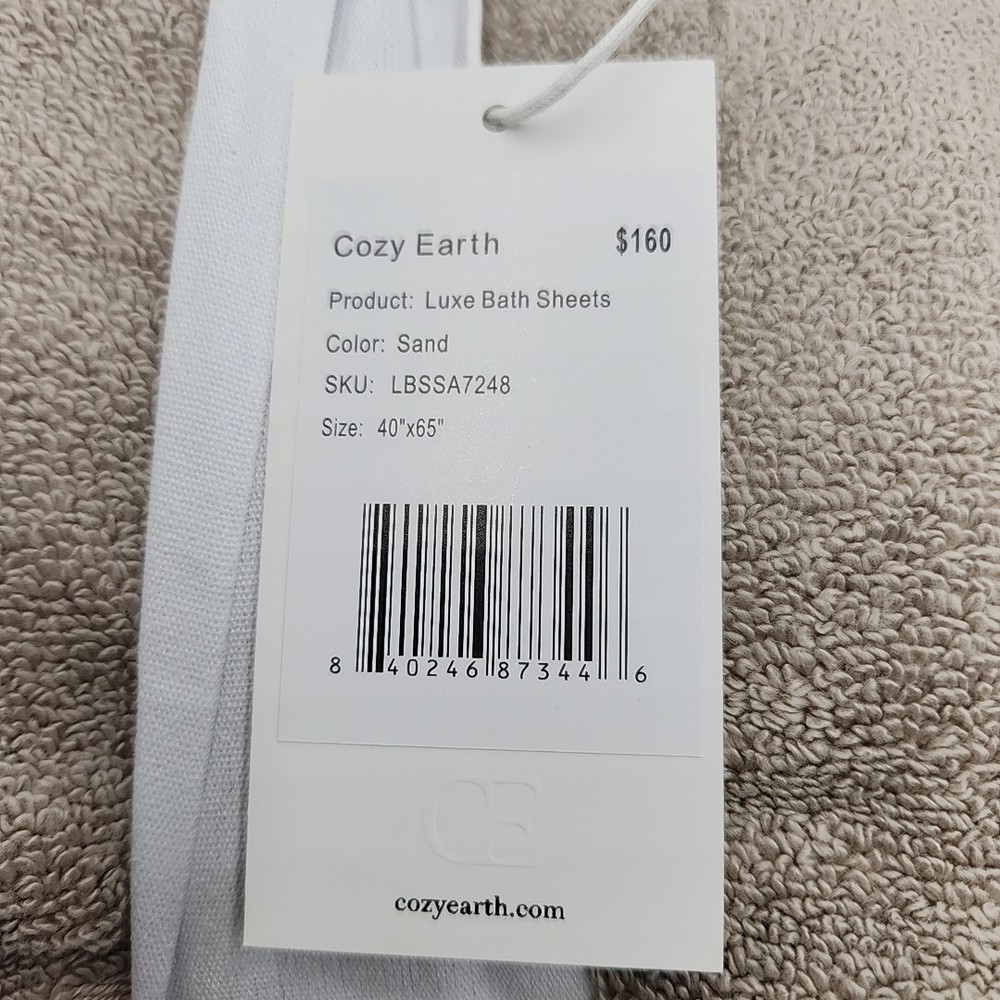 Cozy Earth $160
Product: Luxe Bath Sheets
Color: Sand
SKU: LBSSA7248
Size: 40"x65"
8 40246 87344 6
CE
cozyearth.com